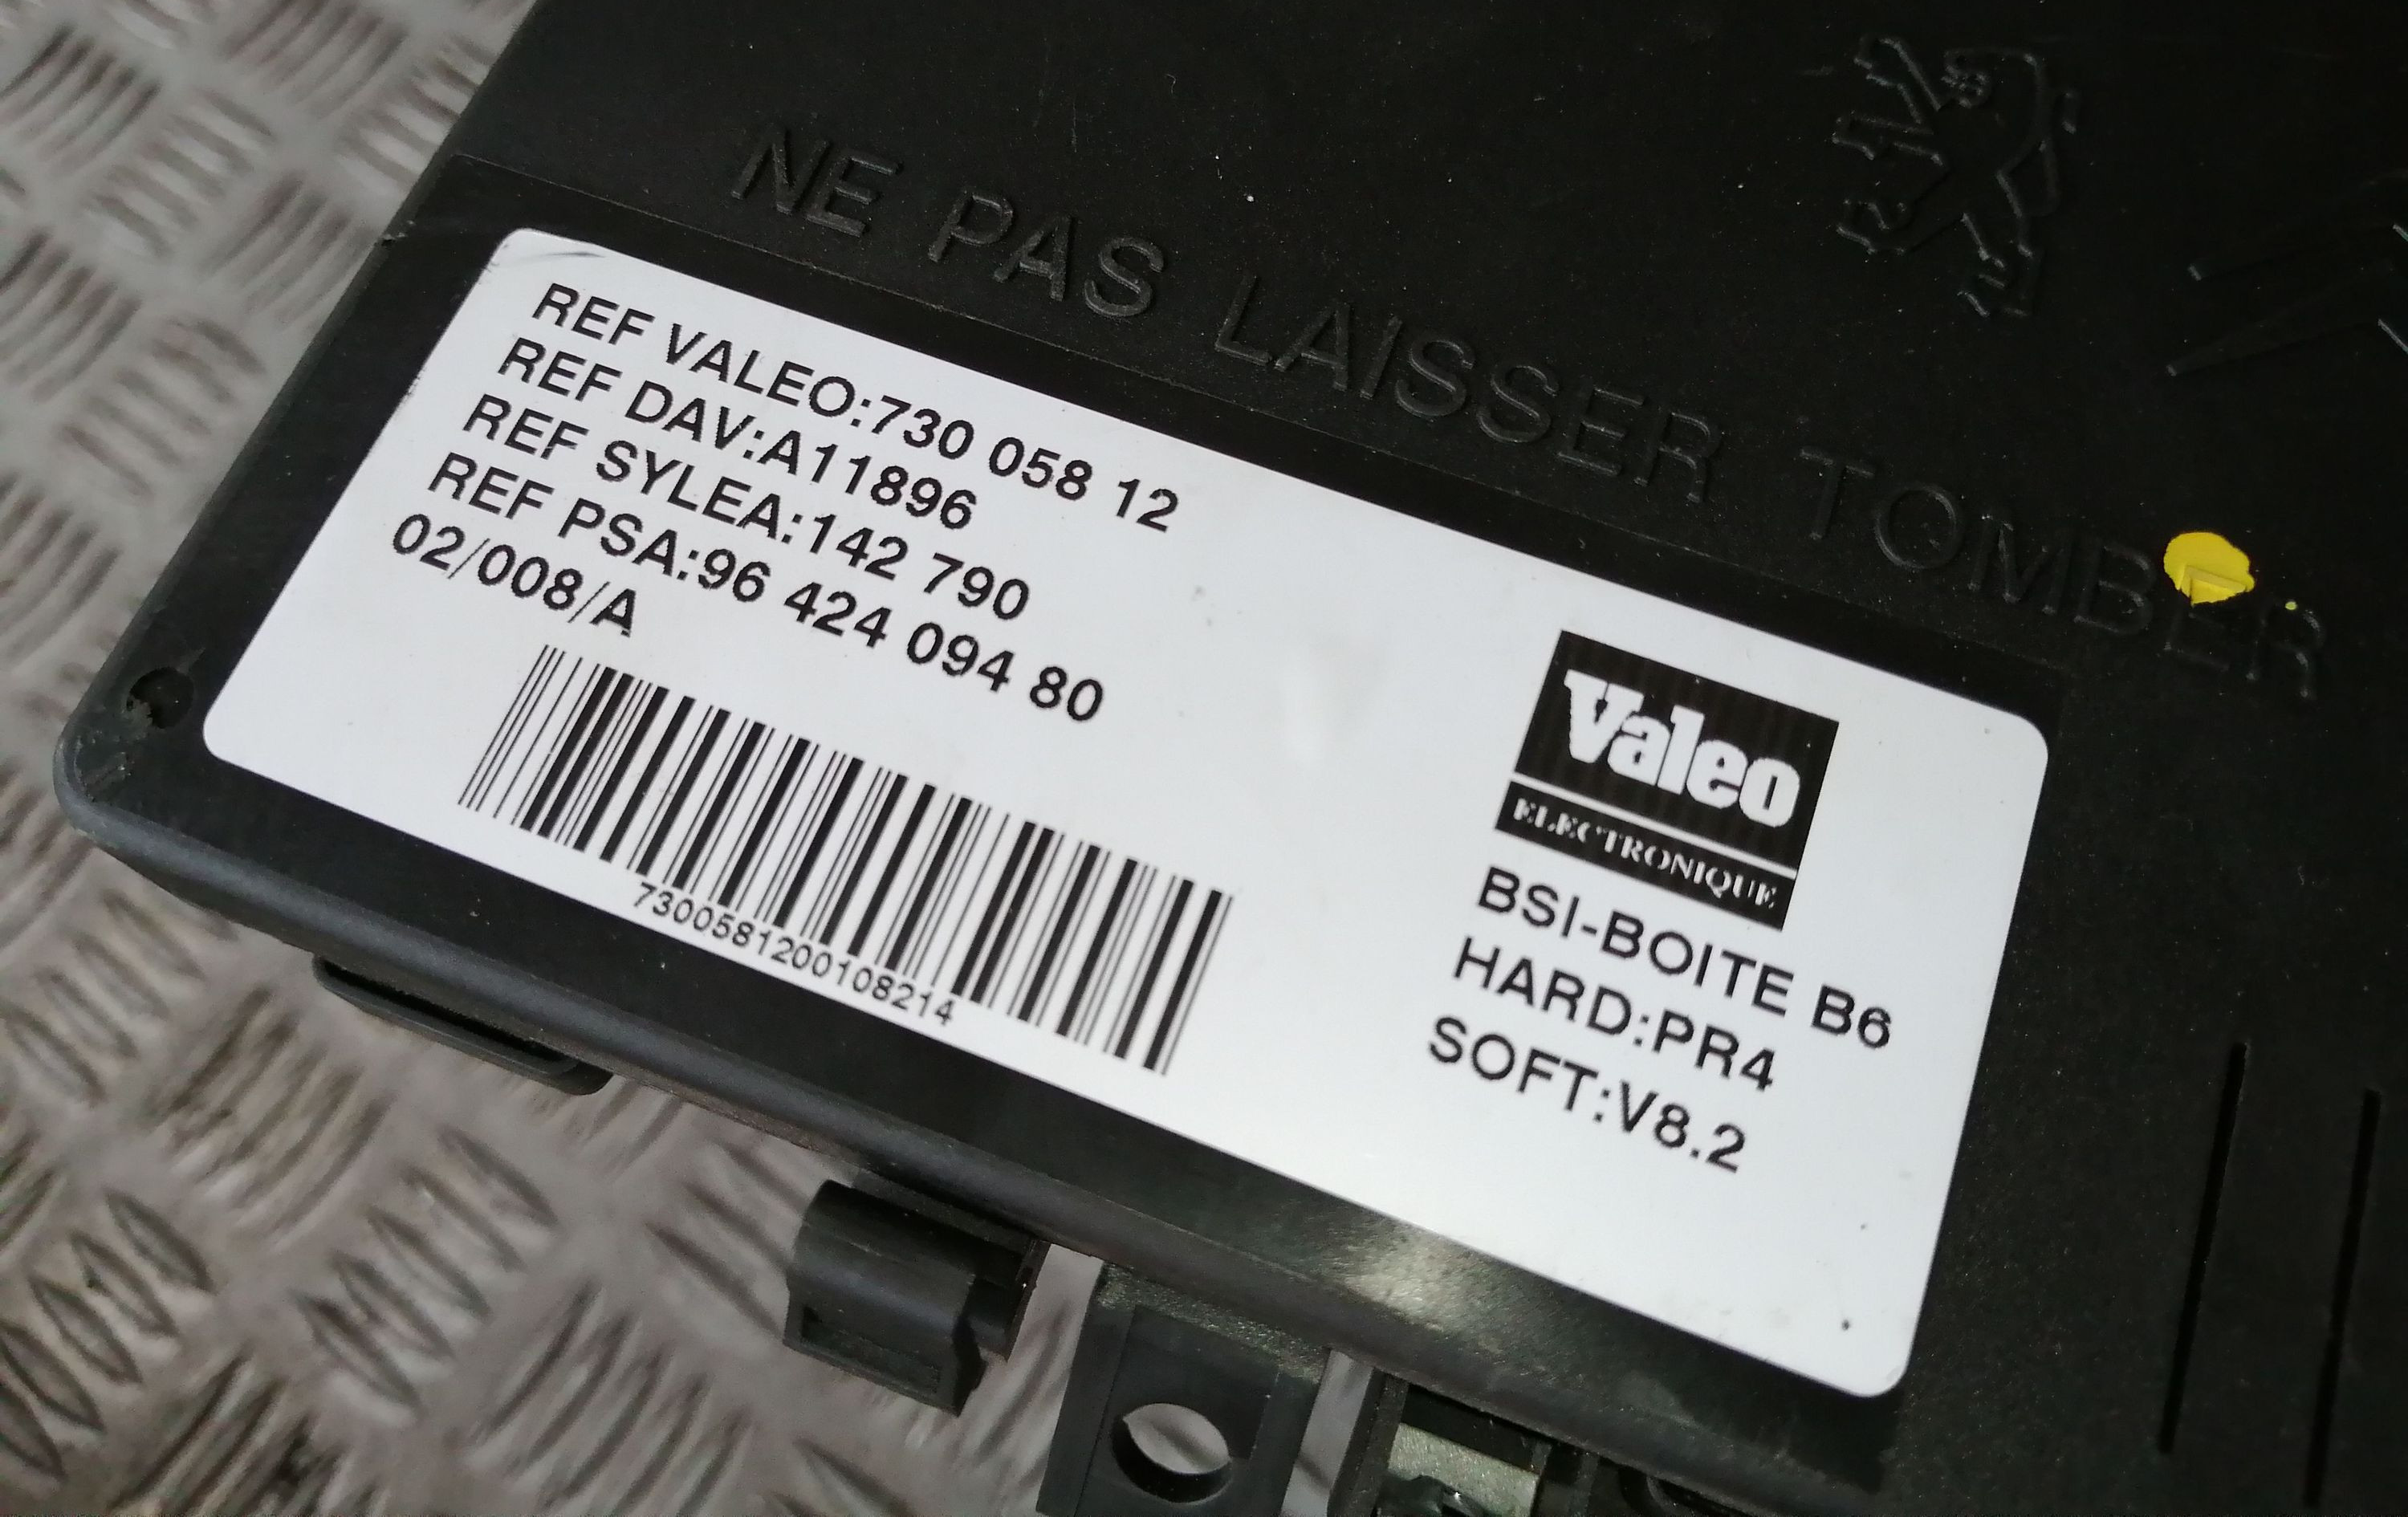 NE PAS LAISSER TOMBER
REF VALEO:730 058 12
REF DAV:A11896
REF SYLEA:142 790
REF PSA:96 424 094 80
02/008/A
7300581200108214
Valeo
ELECTRONIQUE
BSI-BOITE B6
HARD:PR4
SOFT:V8.2